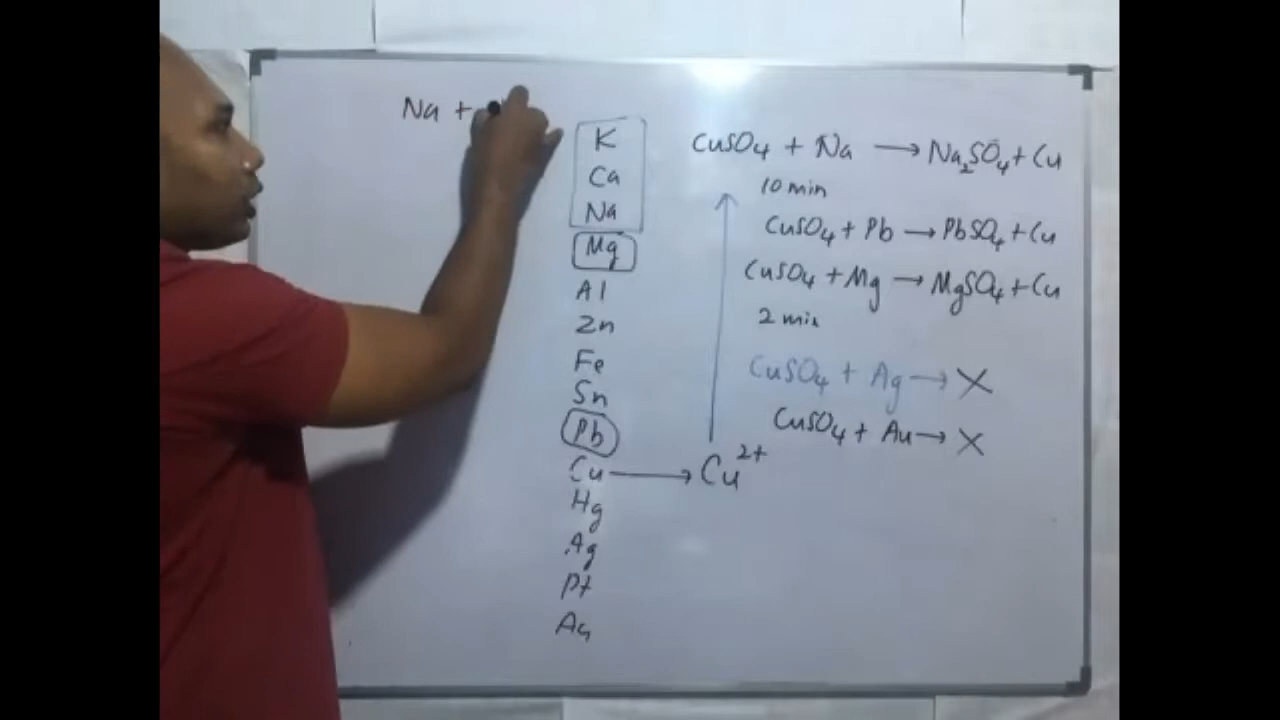 Na +
K
Ca
Na
Mg
Al
Zn
Fe
Sn
Pb
Cu → Cu²⁺
Hg
Ag
Pt
Au
CuSO₄ + Na → Na₂SO₄ + Cu
10 min
CuSO₄ + Pb → PbSO₄ + Cu
CuSO₄ + Mg → MgSO₄ + Cu
2 min
CuSO₄ + Ag → X
CuSO₄ + Au → X